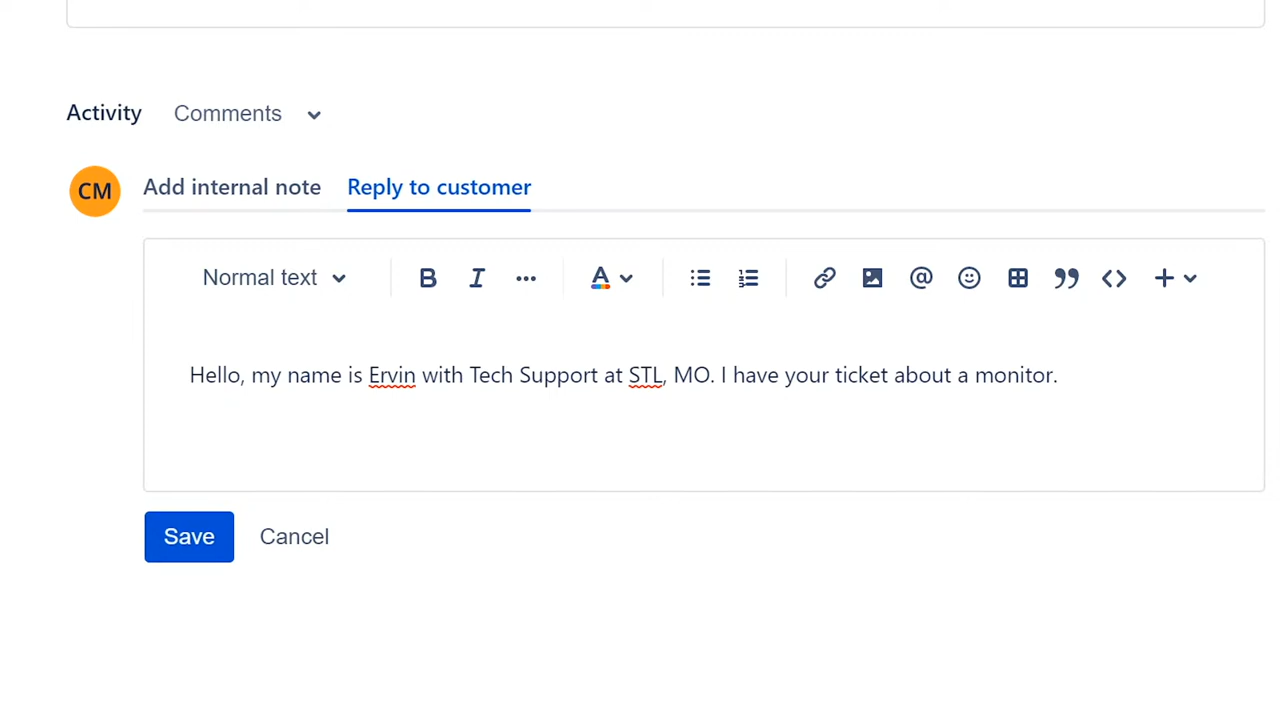 Activity Comments
CM Add internal note Reply to customer
Normal text B I ... A @ + 
Hello, my name is Ervin with Tech Support at STL, MO. I have your ticket about a monitor.
Save Cancel